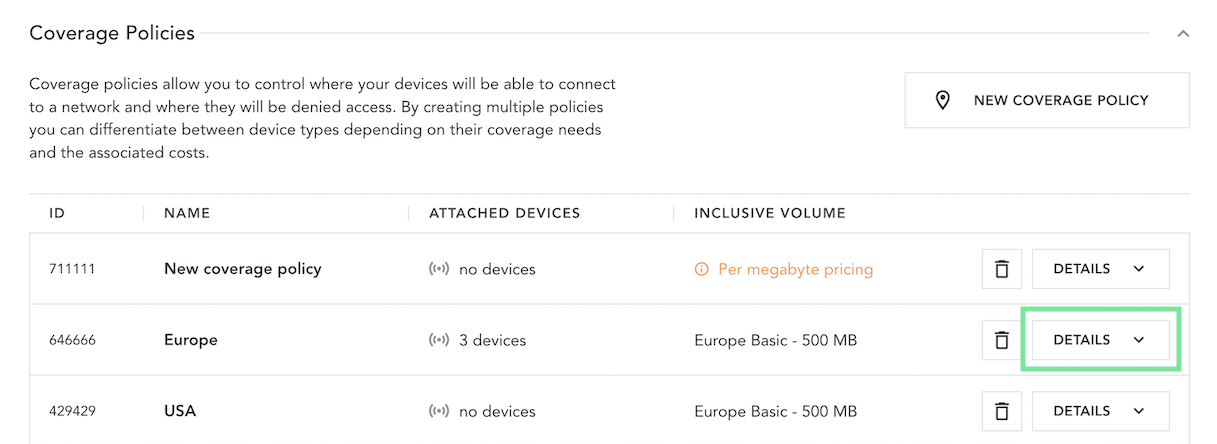 Coverage Policies
Coverage policies allow you to control where your devices will be able to connect
to a network and where they will be denied access. By creating multiple policies
you can differentiate between device types depending on their coverage needs
and the associated costs.
NEW COVERAGE POLICY
ID NAME ATTACHED DEVICES INCLUSIVE VOLUME
711111 New coverage policy no devices Per megabyte pricing DETAILS
646666 Europe 3 devices Europe Basic - 500 MB DETAILS
429429 USA no devices Europe Basic - 500 MB DETAILS